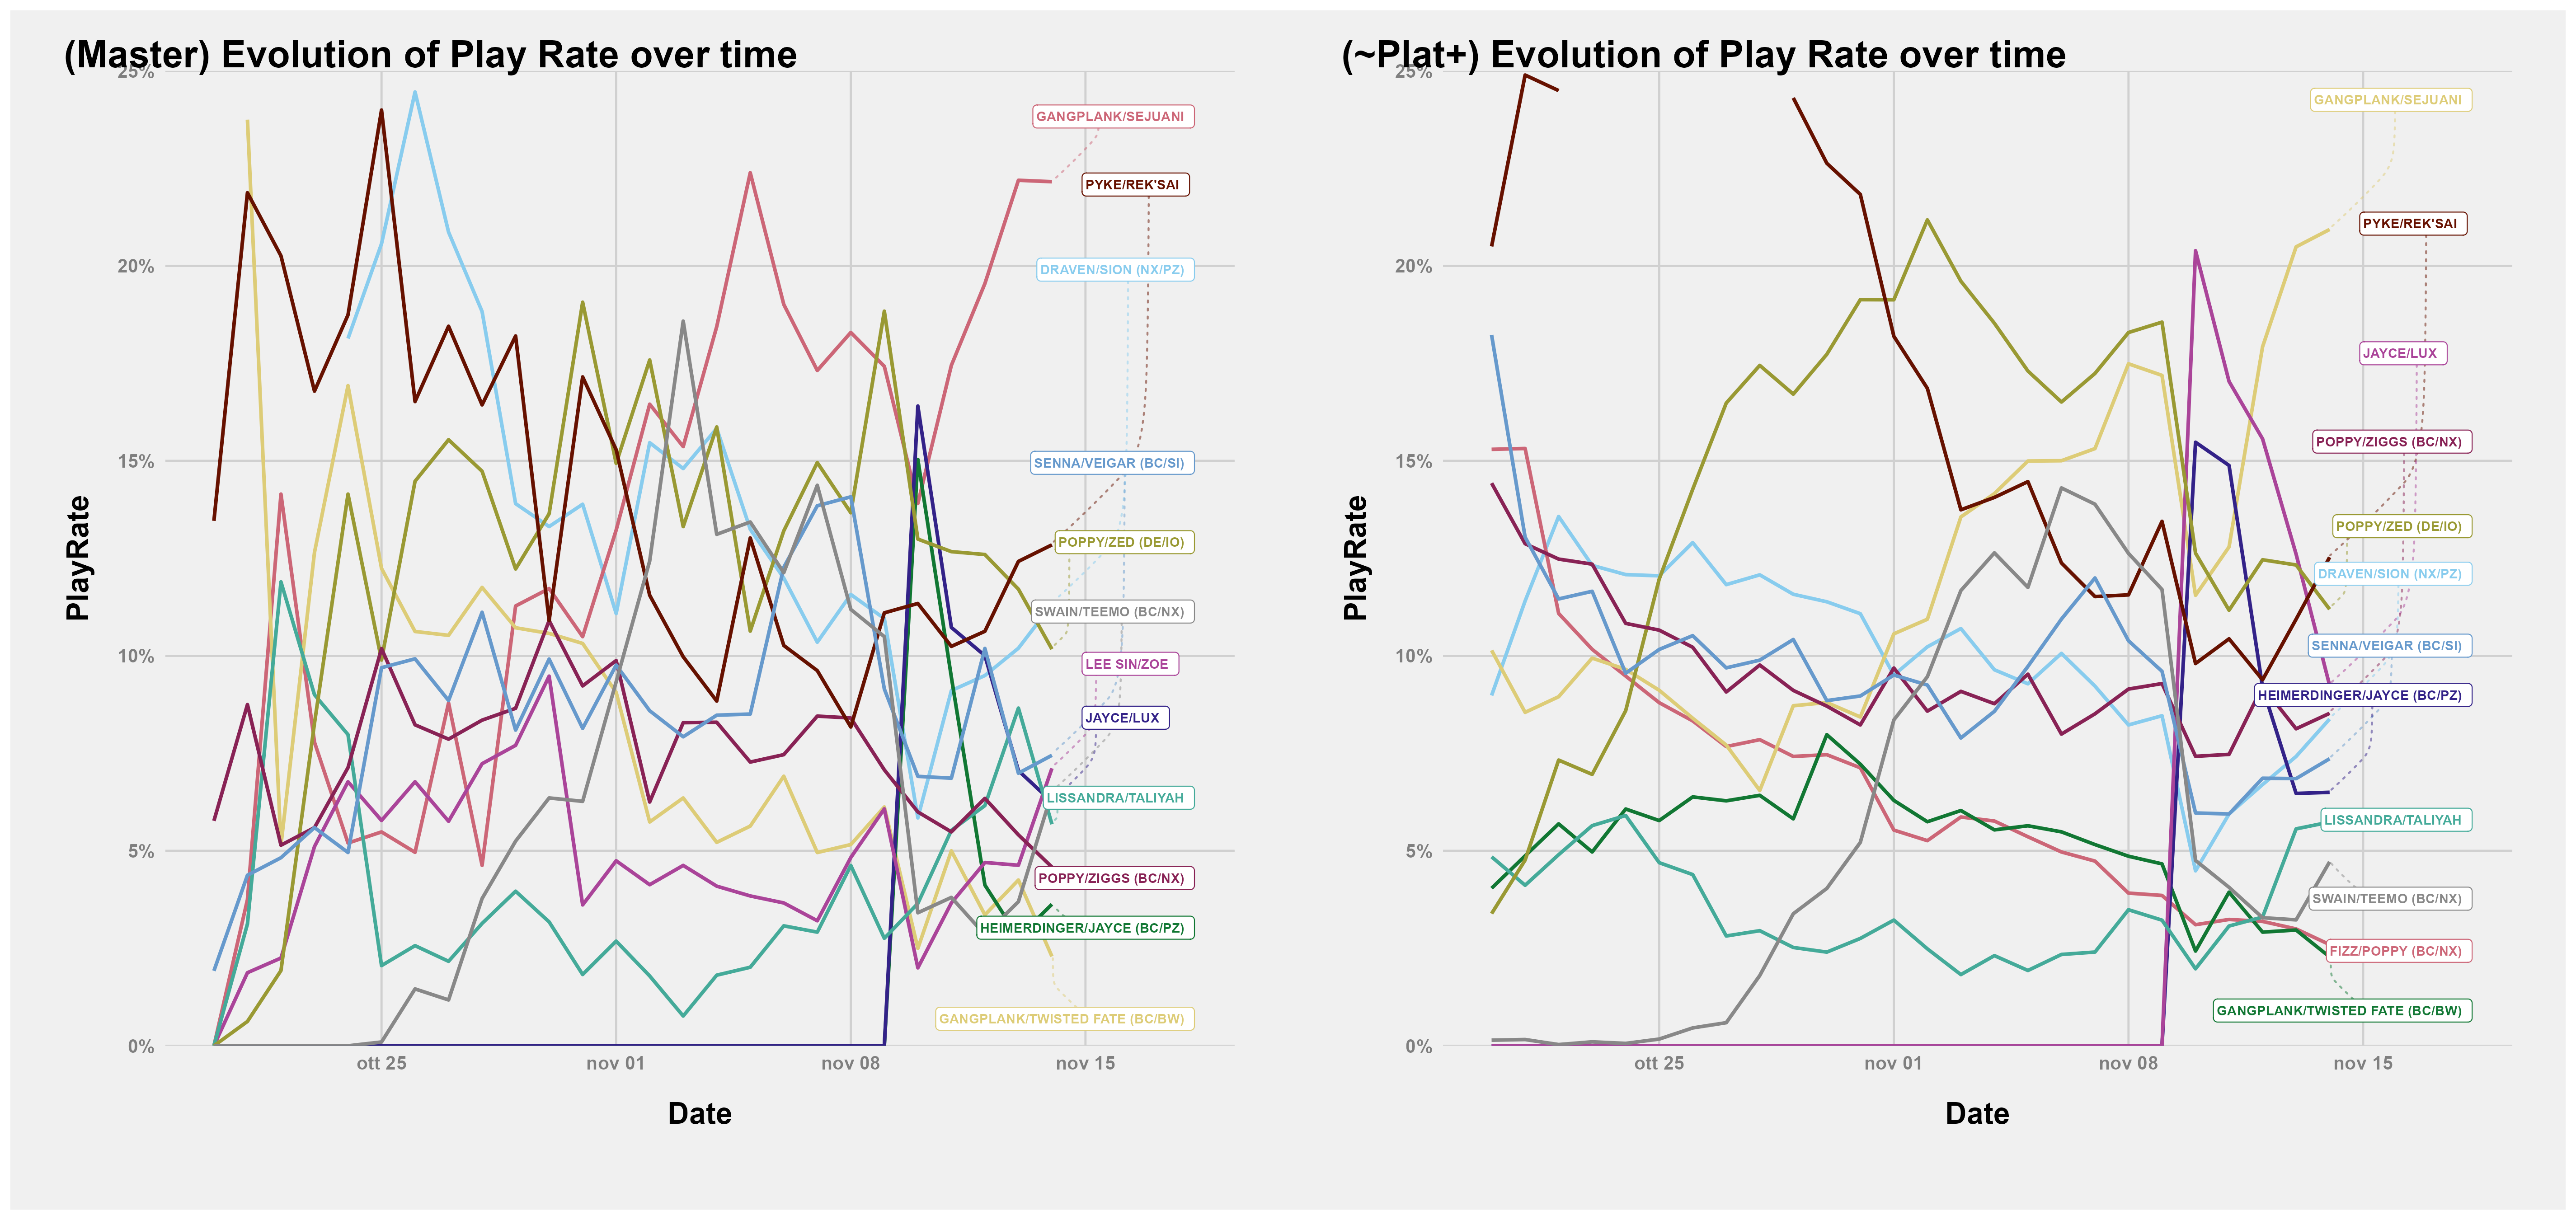 (Master) Evolution of Play Rate over time
25%
20%
15%
10%
5%
0%
PlayRate
ott 25
nov 01
nov 08
nov 15
Date
GANGPLANK/SEJUANI
PYKE/REK'SAI
DRAVEN/SION (NX/PZ)
SENNA/VEIGAR (BC/SI)
POPPY/ZED (DE/IO)
SWAIN/TEEMO (BC/NX)
LEE SIN/ZOE
JAYCE/LUX
LISSANDRA/TALIYAH
POPPY/ZIGGS (BC/NX)
HEIMERDINGER/JAYCE (BC/PZ)
GANGPLANK/TWISTED FATE (BC/BW)
(~Plat+) Evolution of Play Rate over time
25%
20%
15%
10%
5%
0%
PlayRate
ott 25
nov 01
nov 08
nov 15
Date
GANGPLANK/SEJUANI
PYKE/REK'SAI
JAYCE/LUX
POPPY/ZIGGS (BC/NX)
POPPY/ZED (DE/IO)
DRAVEN/SION (NX/PZ)
SENNA/VEIGAR (BC/SI)
HEIMERDINGER/JAYCE (BC/PZ)
LISSANDRA/TALIYAH
SWAIN/TEEMO (BC/NX)
FIZZ/POPPY (BC/NX)
GANGPLANK/TWISTED FATE (BC/BW)